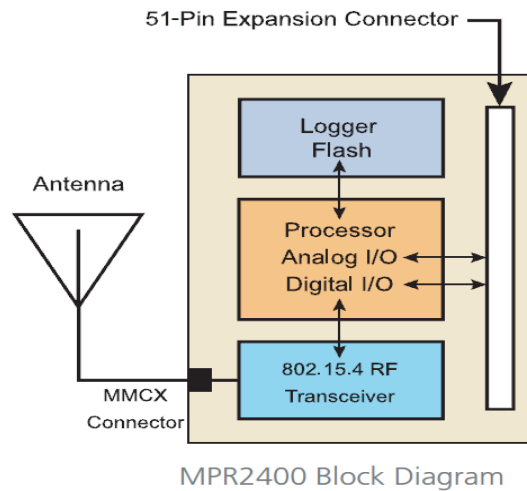 51-Pin Expansion Connector
Logger
Flash
Antenna
Processor
Analog I/O
Digital I/O
802.15.4 RF
Transceiver
MMCX
Connector
MPR2400 Block Diagram